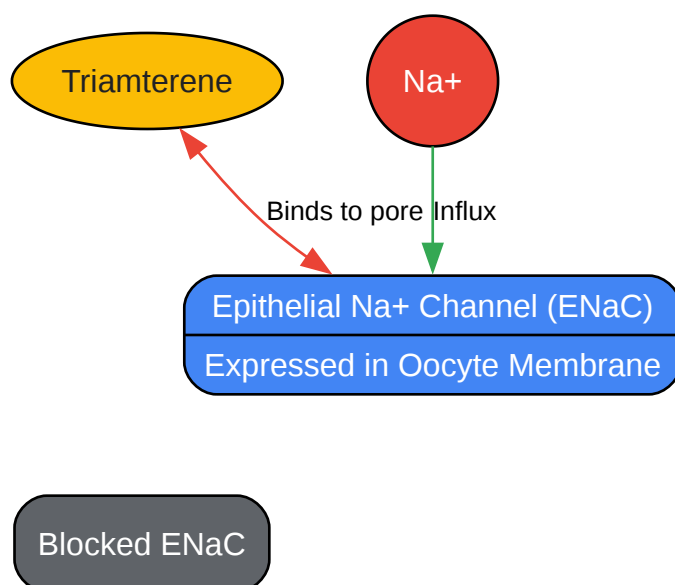 Triamterene
Na+
Binds to pore
Influx
Epithelial Na+ Channel (ENaC)
Expressed in Oocyte Membrane
Blocked ENaC